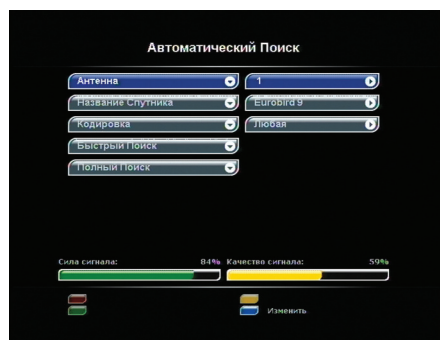 Автоматический Поиск
Антенна 1
Название Спутника Eurobird 9
Кодировка Любая
Быстрый Поиск
Полный Поиск
Сила сигнала: 84% Качество сигнала: 59%
Изменить